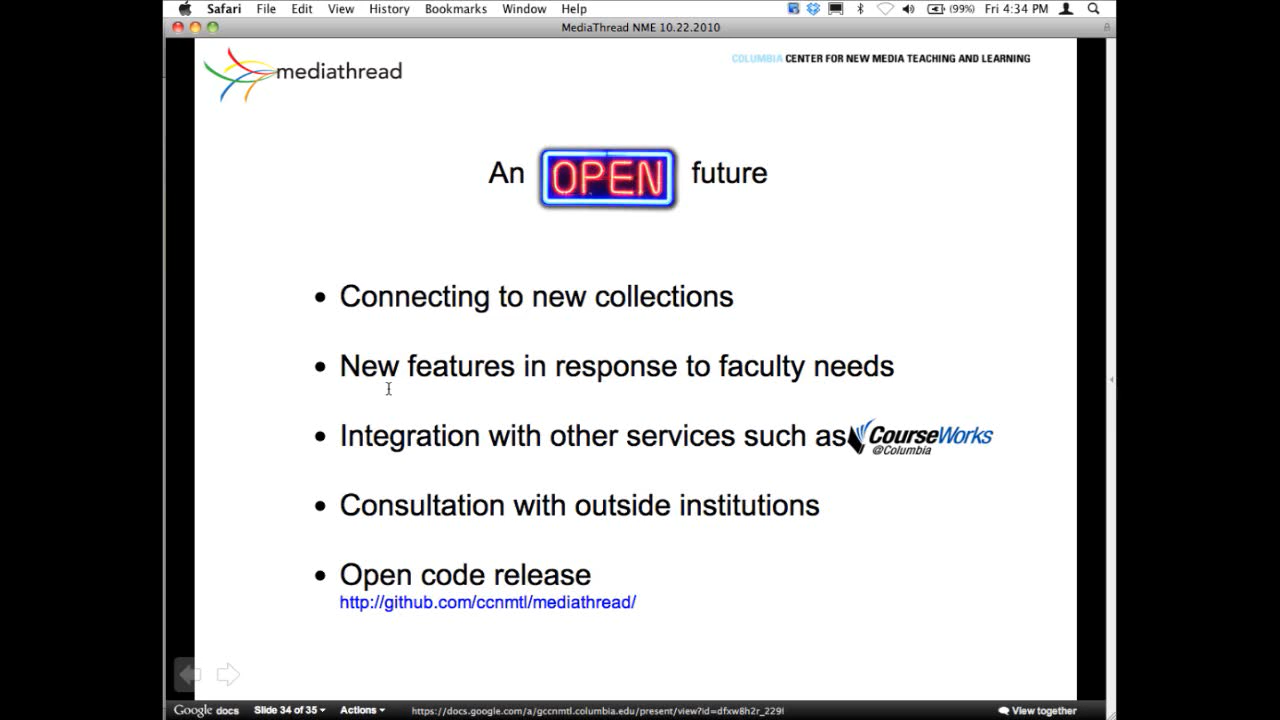 Safari File Edit View History Bookmarks Window Help (99%) Fri 4:34 PM
MediaThread NME 10.22.2010
mediathread
COLUMBIA CENTER FOR NEW MEDIA TEACHING AND LEARNING
An OPEN future
• Connecting to new collections
• New features in response to faculty needs
• Integration with other services such as CourseWorks
@Columbia
• Consultation with outside institutions
• Open code release
http://github.com/ccnmtl/mediathread/
Google docs Slide 34 of 35 Actions https://docs.google.com/a/gccnmtl.columbia.edu/present/view?id=dfxw8h2r_229l View together